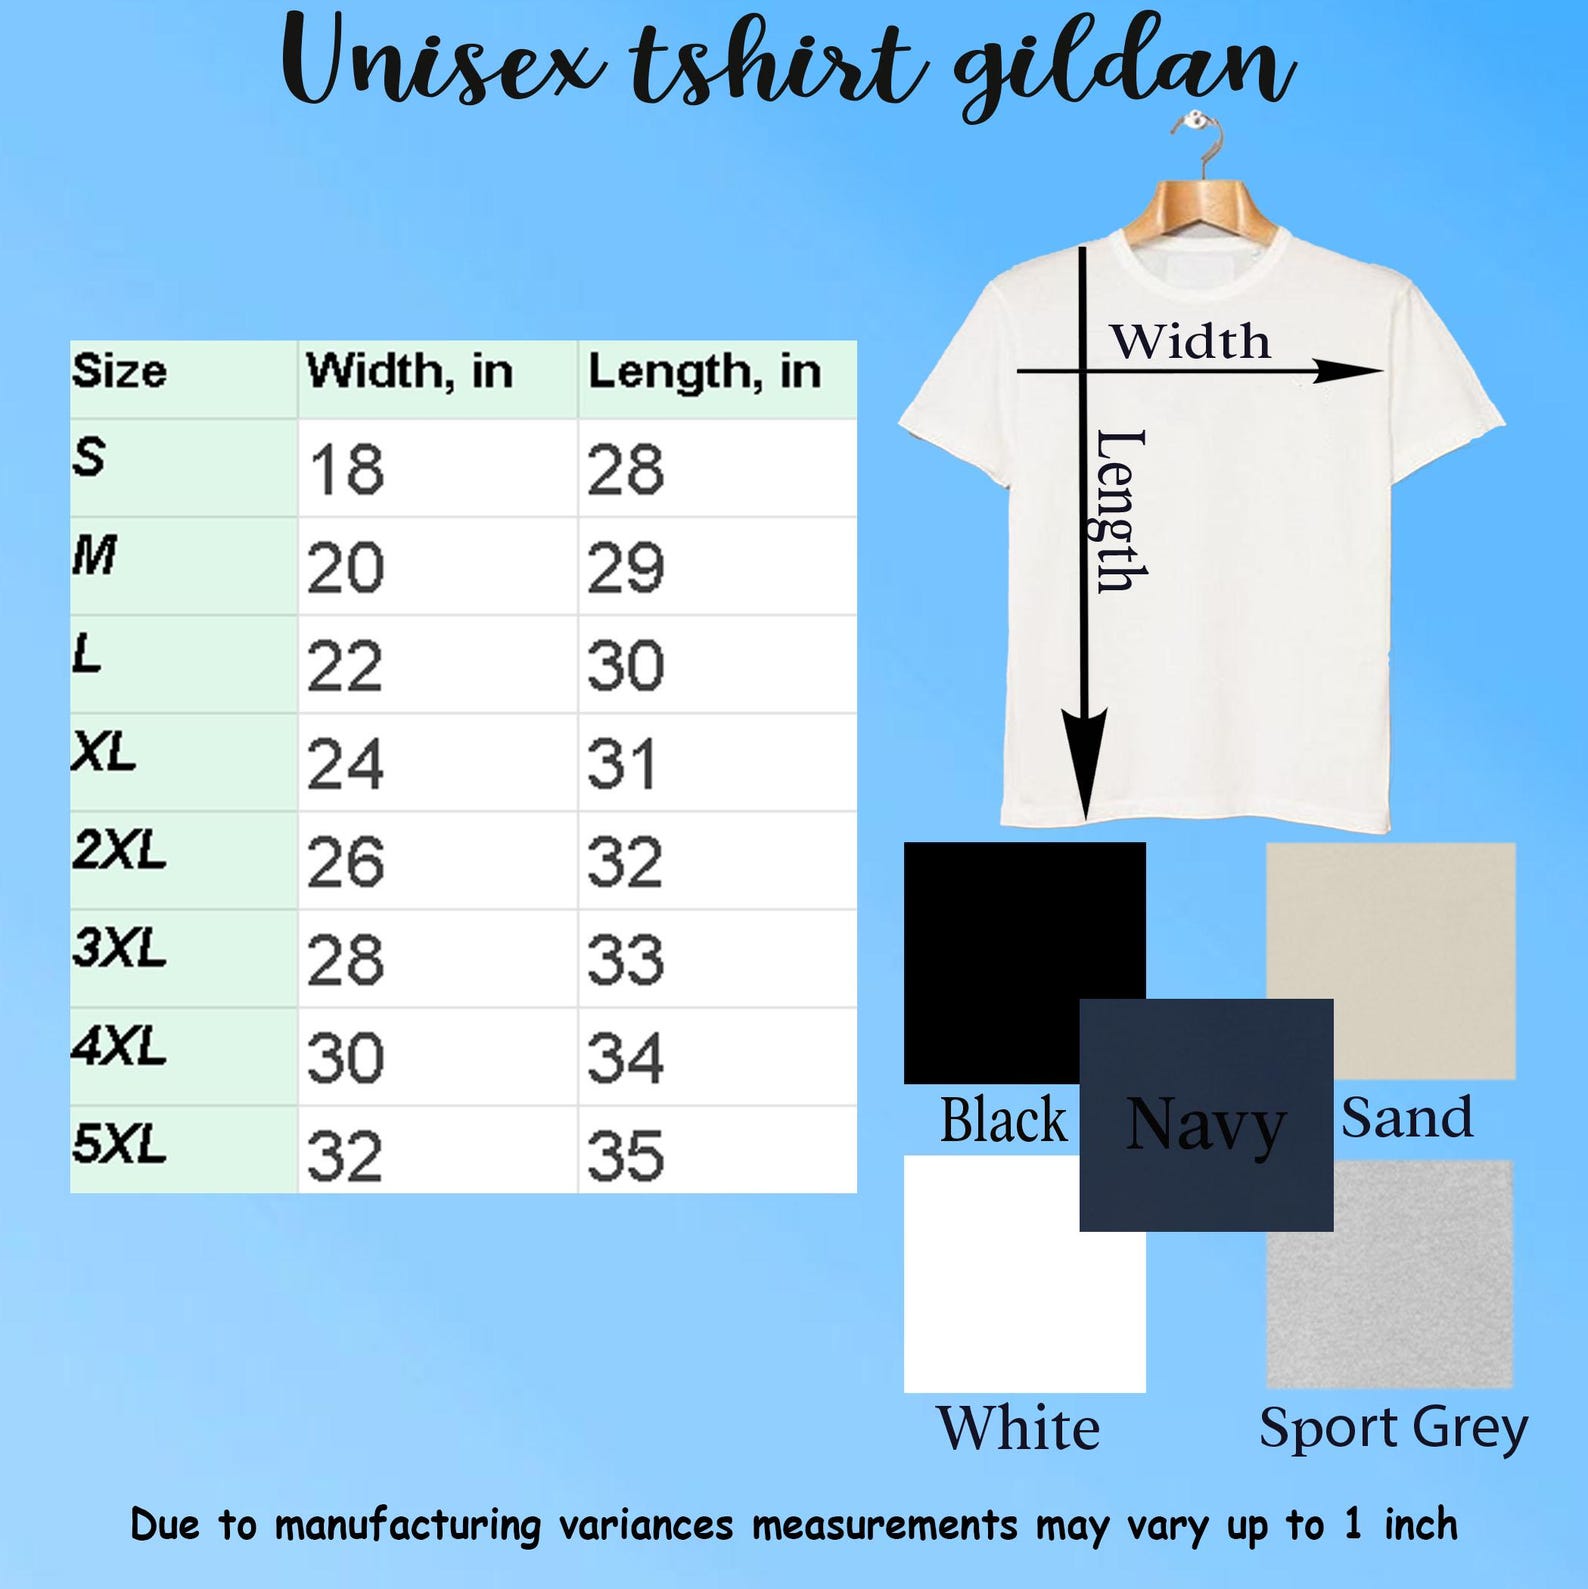 Unisex tshirt gildan
Size Width, in Length, in
S 18 28
M 20 29
L 22 30
XL 24 31
2XL 26 32
3XL 28 33
4XL 30 34
5XL 32 35
Width
Length
Black
Navy
Sand
White
Sport Grey
Due to manufacturing variances measurements may vary up to 1 inch